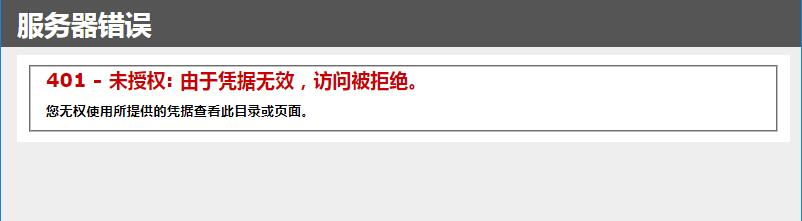 服务器错误
401 - 未授权: 由于凭据无效，访问被拒绝。
您无权使用所提供的凭据查看此目录或页面。